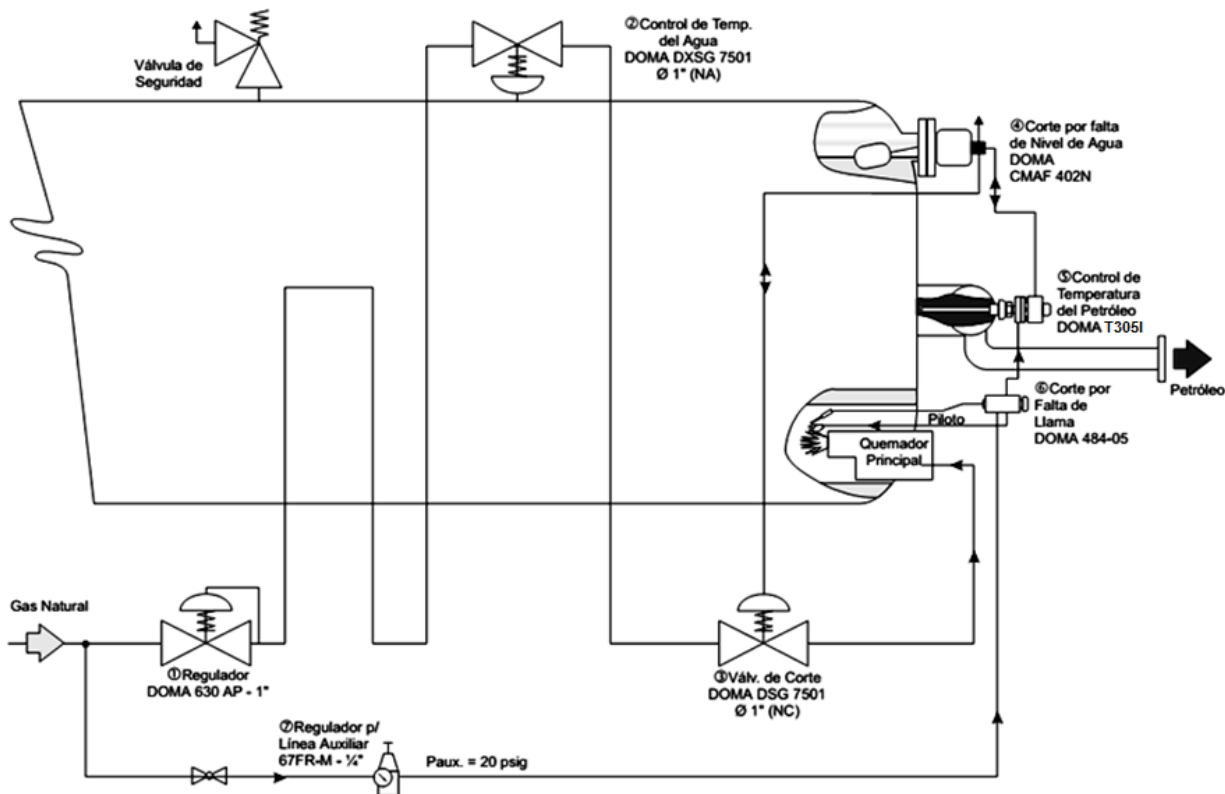 Válvula de
Seguridad
②Control de Temp.
del Agua
DOMA DXSG 7501
Ø 1" (NA)
④Corte por falta
de Nivel de Agua
DOMA
CMAF 402N
⑤Control de
Temperatura
del Petróleo
DOMA T305I
Petróleo
⑥Corte por
Falta de
Llama
DOMA 484-05
Piloto
Quemador
Principal
Gas Natural
①Regulador
DOMA 630 AP - 1"
③Válv. de Corte
DOMA DSG 7501
Ø 1" (NC)
⑦Regulador p/
Línea Auxiliar
67FR-M - ¼"
Paux. = 20 psig